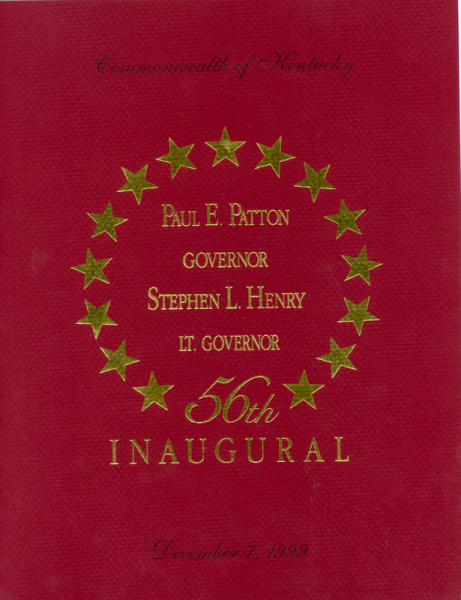 Commonwealth of Kentucky
PAUL E. PATTON
GOVERNOR
STEPHEN L. HENRY
LT. GOVERNOR
56th
INAUGURAL
December 7, 1999